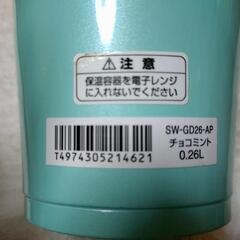 ⚠注意
保温容器を電子レンジ
に入れないでください
SW-GD26-AP
チョコミント
0.26L
T4974305214621